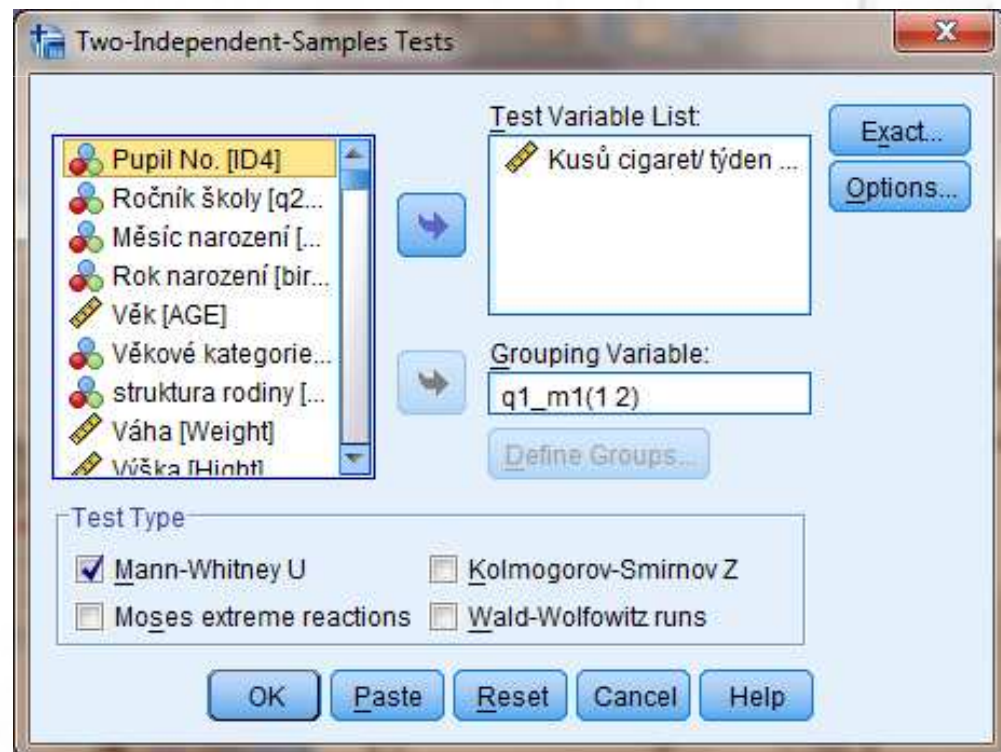 Two-Independent-Samples Tests
Test Variable List:
Kusů cigaret/ týden ...
Exact...
Options...
Pupil No. [ID4]
Ročník školy [q2...
Měsíc narození [...
Rok narození [bir...
Věk [AGE]
Věkové kategorie...
struktura rodiny [...
Váha [Weight]
Výška [Hight]
Grouping Variable:
q1_m1(1 2)
Define Groups...
Test Type
Mann-Whitney U
Kolmogorov-Smirnov Z
Moses extreme reactions
Wald-Wolfowitz runs
OK
Paste
Reset
Cancel
Help